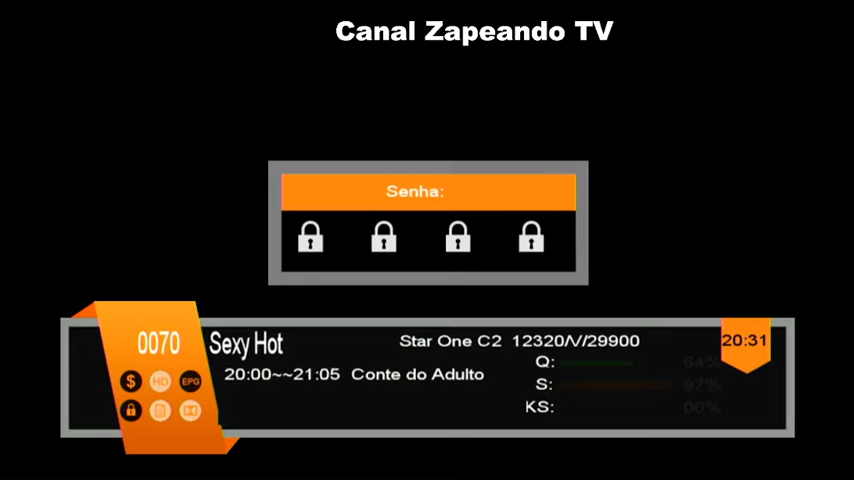 Canal Zapeando TV
Senha:
0070 Sexy Hot Star One C2 12320/V/29900 20:31
$ HD EPG 20:00~~21:05 Conte do Adulto Q: 64%
S: 97%
KS: 00%